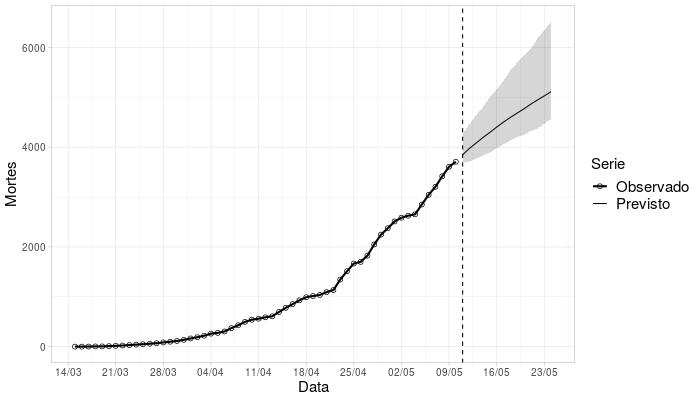 6000
4000
2000
0
Mortes
14/03 21/03 28/03 04/04 11/04 18/04 25/04 02/05 09/05 16/05 23/05
Data
Serie
Observado
Previsto